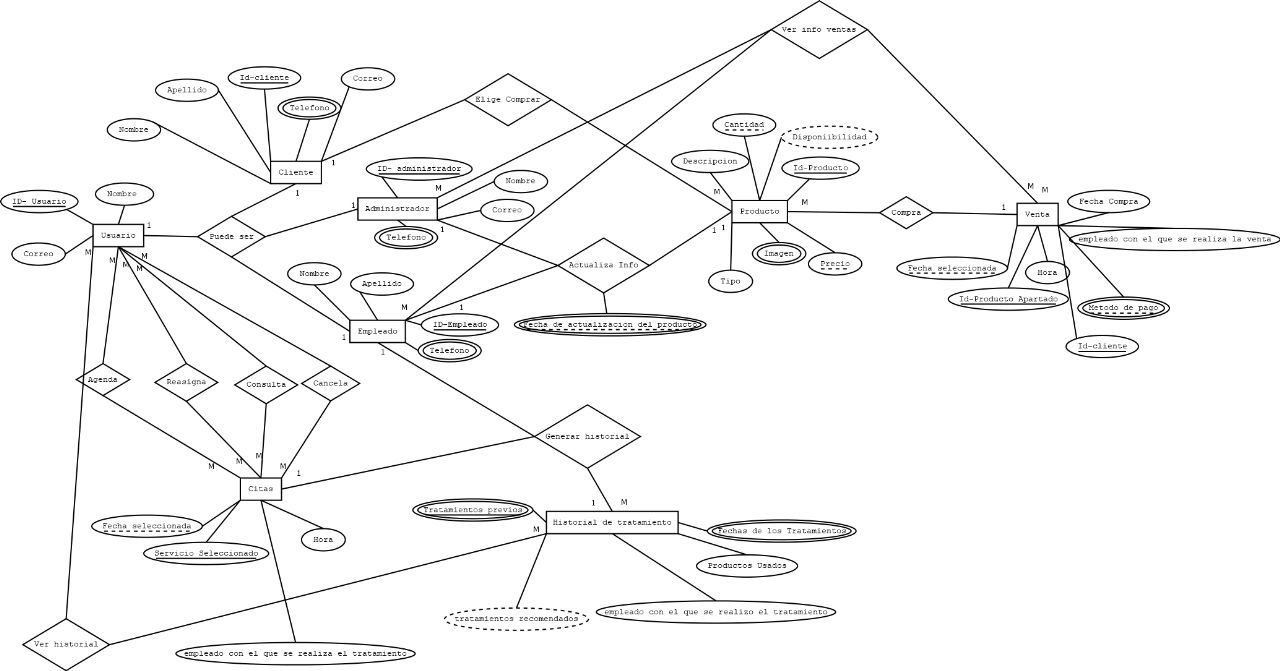 Ver info ventas
Id-cliente
Correo
Apellido
Telefono
Elige Comprar
Nombre
Cantidad
Disponiibilidad
1
Descripcion
Id-Producto
Cliente
ID- administrador
M
Nombre
M
M
M
1
ID- Usuario
Nombre
Administrador
Correo
1
M
Producto
Compra
1
Venta
Fecha Compra
1
Usuario
Puede ser
Telefono
1
1
1
empleado con el que se realiza la venta
Correo
M
M
M
M
M
Imagen
Precio
Actualiza Info
Fecha seleccionada
Hora
Nombre
Apellido
Tipo
Id-Producto Apartado
Metodo de pago
M
1
ID-Empleado
Fecha de actualizacion del producto
Empleado
1
1
Telefono
Id-cliente
Agenda
Reasigna
Consulta
Cancela
Generar historial
M
M
M
M
1
Citas
1
M
Tratamientos previos
Fecha seleccionada
M
Historial de tratamiento
Fechas de los Tratamientos
Servicio Seleccionado
Hora
Productos Usados
tratamientos recomendados
empleado con el que se realizo el tratamiento
Ver historial
empleado con el que se realiza el tratamiento